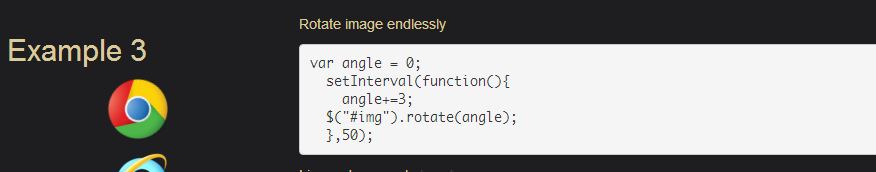 Rotate image endlessly
Example 3
var angle = 0;
setInterval(function(){
angle+=3;
$("#img").rotate(angle);
},50);